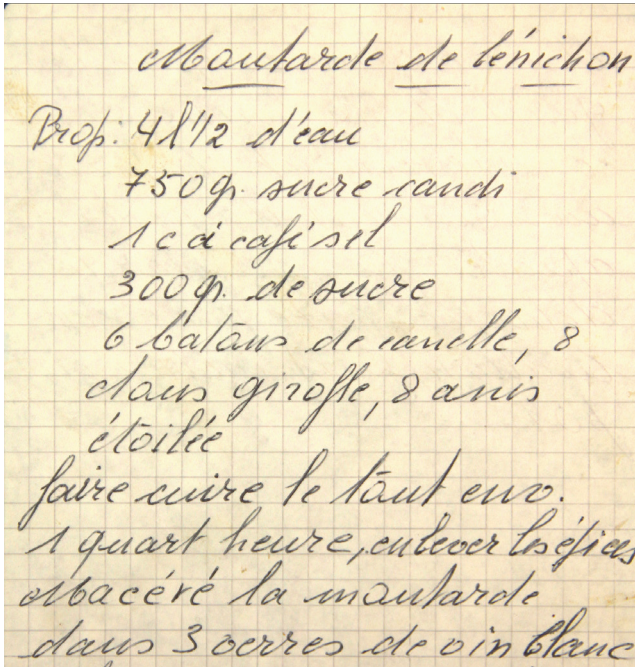 Moutarde de bénichon
Prop: 4 l 1/2 d'eau
750 gr. sucre candi
1 c à café sel
300 gr. de sucre
6 batôns de canelle, 8
clous girofle, 8 anis
étoilée
faire cuire le tout env.
1 quart heure, enlever les épices
Macéré la moutarde
dans 3 verres de vin blanc